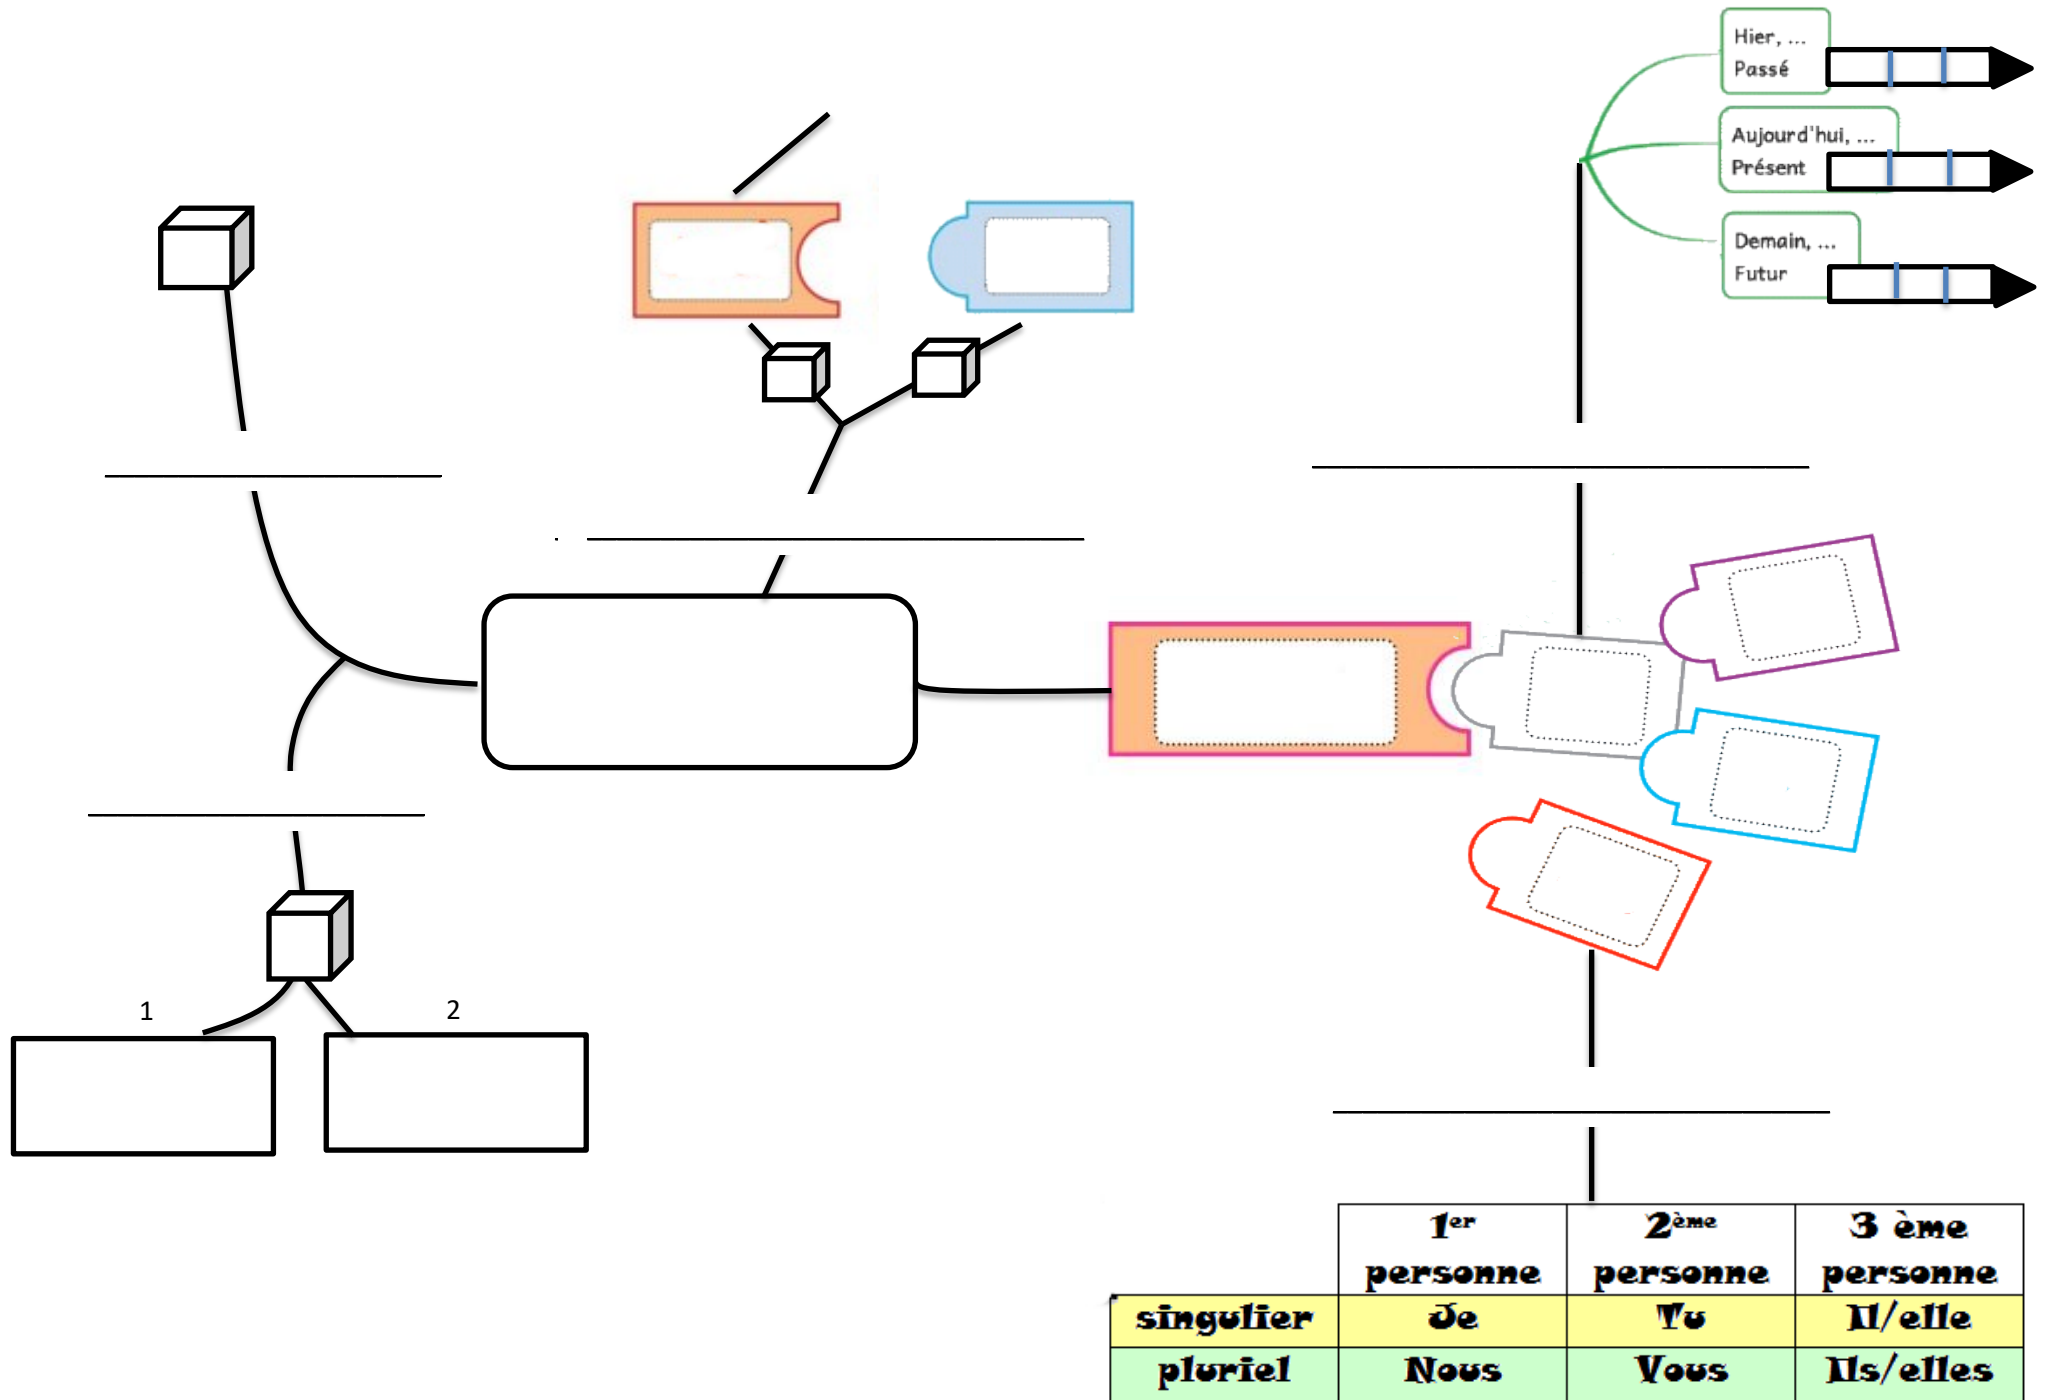 Hier, ...
Passé
Aujourd'hui, ...
Présent
Demain, ...
Futur
1
2
1er personne
2ème personne
3 ème personne
singulier Je Tu Il/elle
pluriel Nous Vous Ils/elles